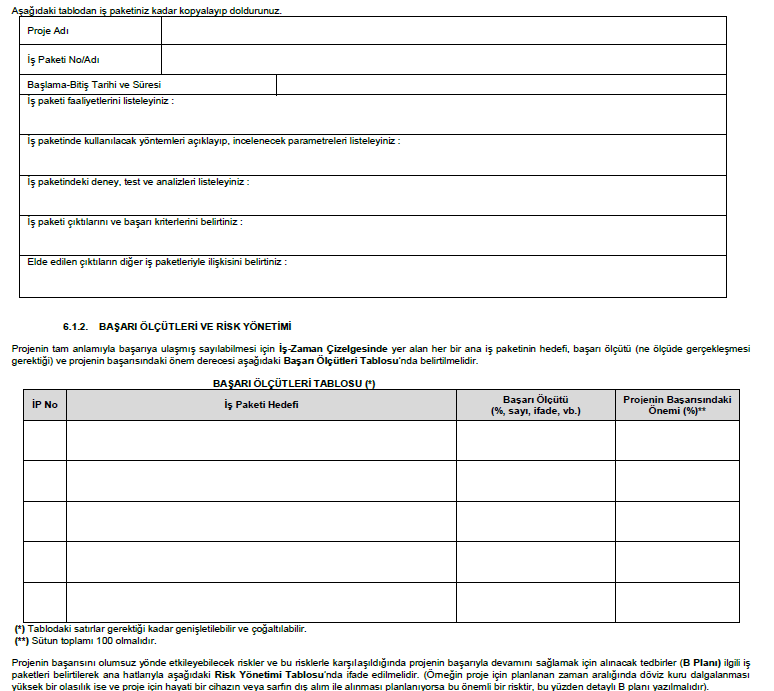 Aşağıdaki tablodan iş paketiniz kadar kopyalayıp doldurunuz.
Proje Adı
İş Paketi No/Adı
Başlama-Bitiş Tarihi ve Süresi
İş paketi faaliyetlerini listeleyiniz :
İş paketinde kullanılacak yöntemleri açıklayıp, incelenecek parametreleri listeleyiniz :
İş paketindeki deney, test ve analizleri listeleyiniz :
İş paketi çıktılarını ve başarı kriterlerini belirtiniz :
Elde edilen çıktıların diğer iş paketleriyle ilişkisini belirtiniz :
6.1.2. BAŞARI ÖLÇÜTLERİ VE RİSK YÖNETİMİ
Projenin tam anlamıyla başarıya ulaşmış sayılabilmesi için İş-Zaman Çizelgesinde yer alan her bir ana iş paketinin hedefi, başarı ölçütü (ne ölçüde gerçekleşmesi
gerektiği) ve projenin başarısındaki önem derecesi aşağıdaki Başarı Ölçütleri Tablosu'nda belirtilmelidir.
BAŞARI ÖLÇÜTLERİ TABLOSU (*)
İP No
İş Paketi Hedefi
Başarı Ölçütü
(%, sayı, ifade, vb.)
Projenin Başarısındaki
Önemi (%)**
(*) Tablodaki satırlar gerektiği kadar genişletilebilir ve çoğaltılabilir.
(**) Sütun toplamı 100 olmalıdır.
Projenin başarısını olumsuz yönde etkileyebilecek riskler ve bu risklerle karşılaşıldığında projenin başarıyla devamını sağlamak için alınacak tedbirler (B Planı) ilgili iş
paketleri belirtilerek ana hatlarıyla aşağıdaki Risk Yönetimi Tablosu'nda ifade edilmelidir. (Örneğin proje için planlanan zaman aralığında döviz kuru dalgalanması
yüksek bir olasılık ise ve proje için hayati bir cihazın veya sarfın dış alım ile alınması planlanıyorsa bu önemli bir risktir, bu yüzden detaylı B planı yazılmalıdır).